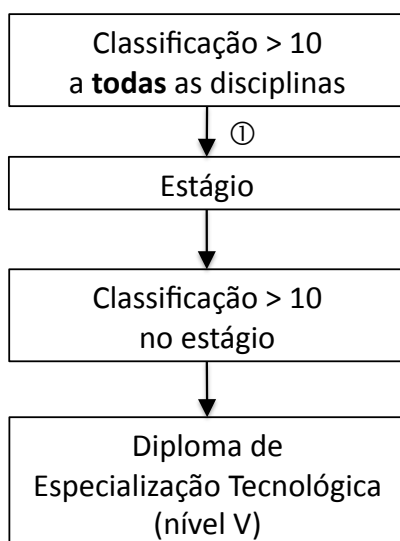 Classificação > 10
a todas as disciplinas
①
Estágio
Classificação > 10
no estágio
Diploma de
Especialização Tecnológica
(nível V)